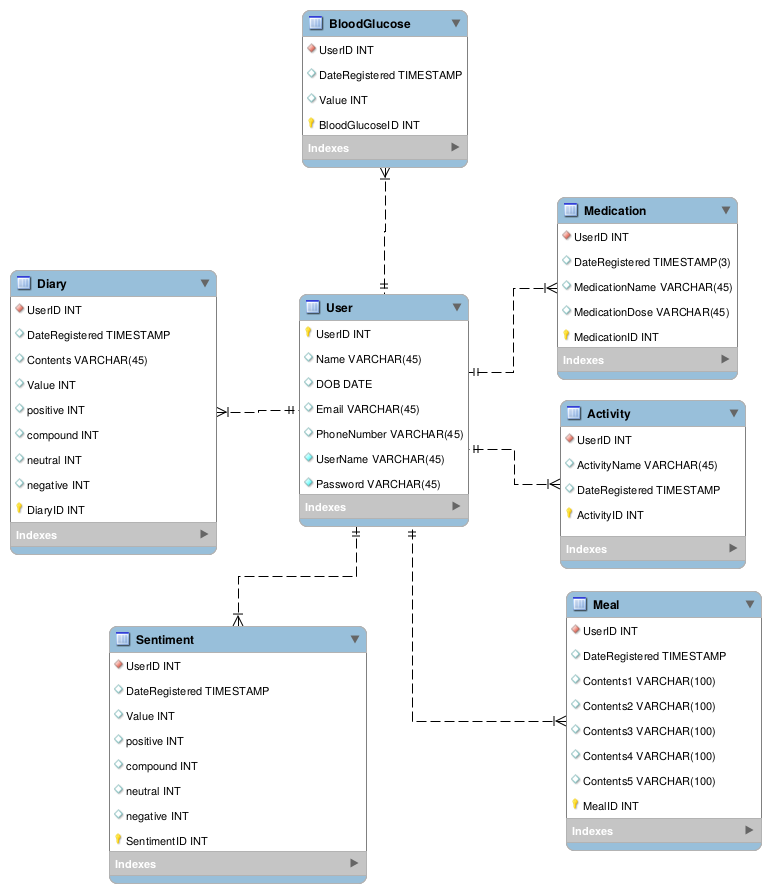 BloodGlucose
UserID INT
DateRegistered TIMESTAMP
Value INT
BloodGlucoseID INT
Indexes
Medication
UserID INT
DateRegistered TIMESTAMP(3)
MedicationName VARCHAR(45)
MedicationDose VARCHAR(45)
MedicationID INT
Indexes
Diary
UserID INT
DateRegistered TIMESTAMP
Contents VARCHAR(45)
Value INT
positive INT
compound INT
neutral INT
negative INT
DiaryID INT
Indexes
User
UserID INT
Name VARCHAR(45)
DOB DATE
Email VARCHAR(45)
PhoneNumber VARCHAR(45)
UserName VARCHAR(45)
Password VARCHAR(45)
Indexes
Activity
UserID INT
ActivityName VARCHAR(45)
DateRegistered TIMESTAMP
ActivityID INT
Indexes
Sentiment
UserID INT
DateRegistered TIMESTAMP
Value INT
positive INT
compound INT
neutral INT
negative INT
SentimentID INT
Indexes
Meal
UserID INT
DateRegistered TIMESTAMP
Contents1 VARCHAR(100)
Contents2 VARCHAR(100)
Contents3 VARCHAR(100)
Contents4 VARCHAR(100)
Contents5 VARCHAR(100)
MealID INT
Indexes